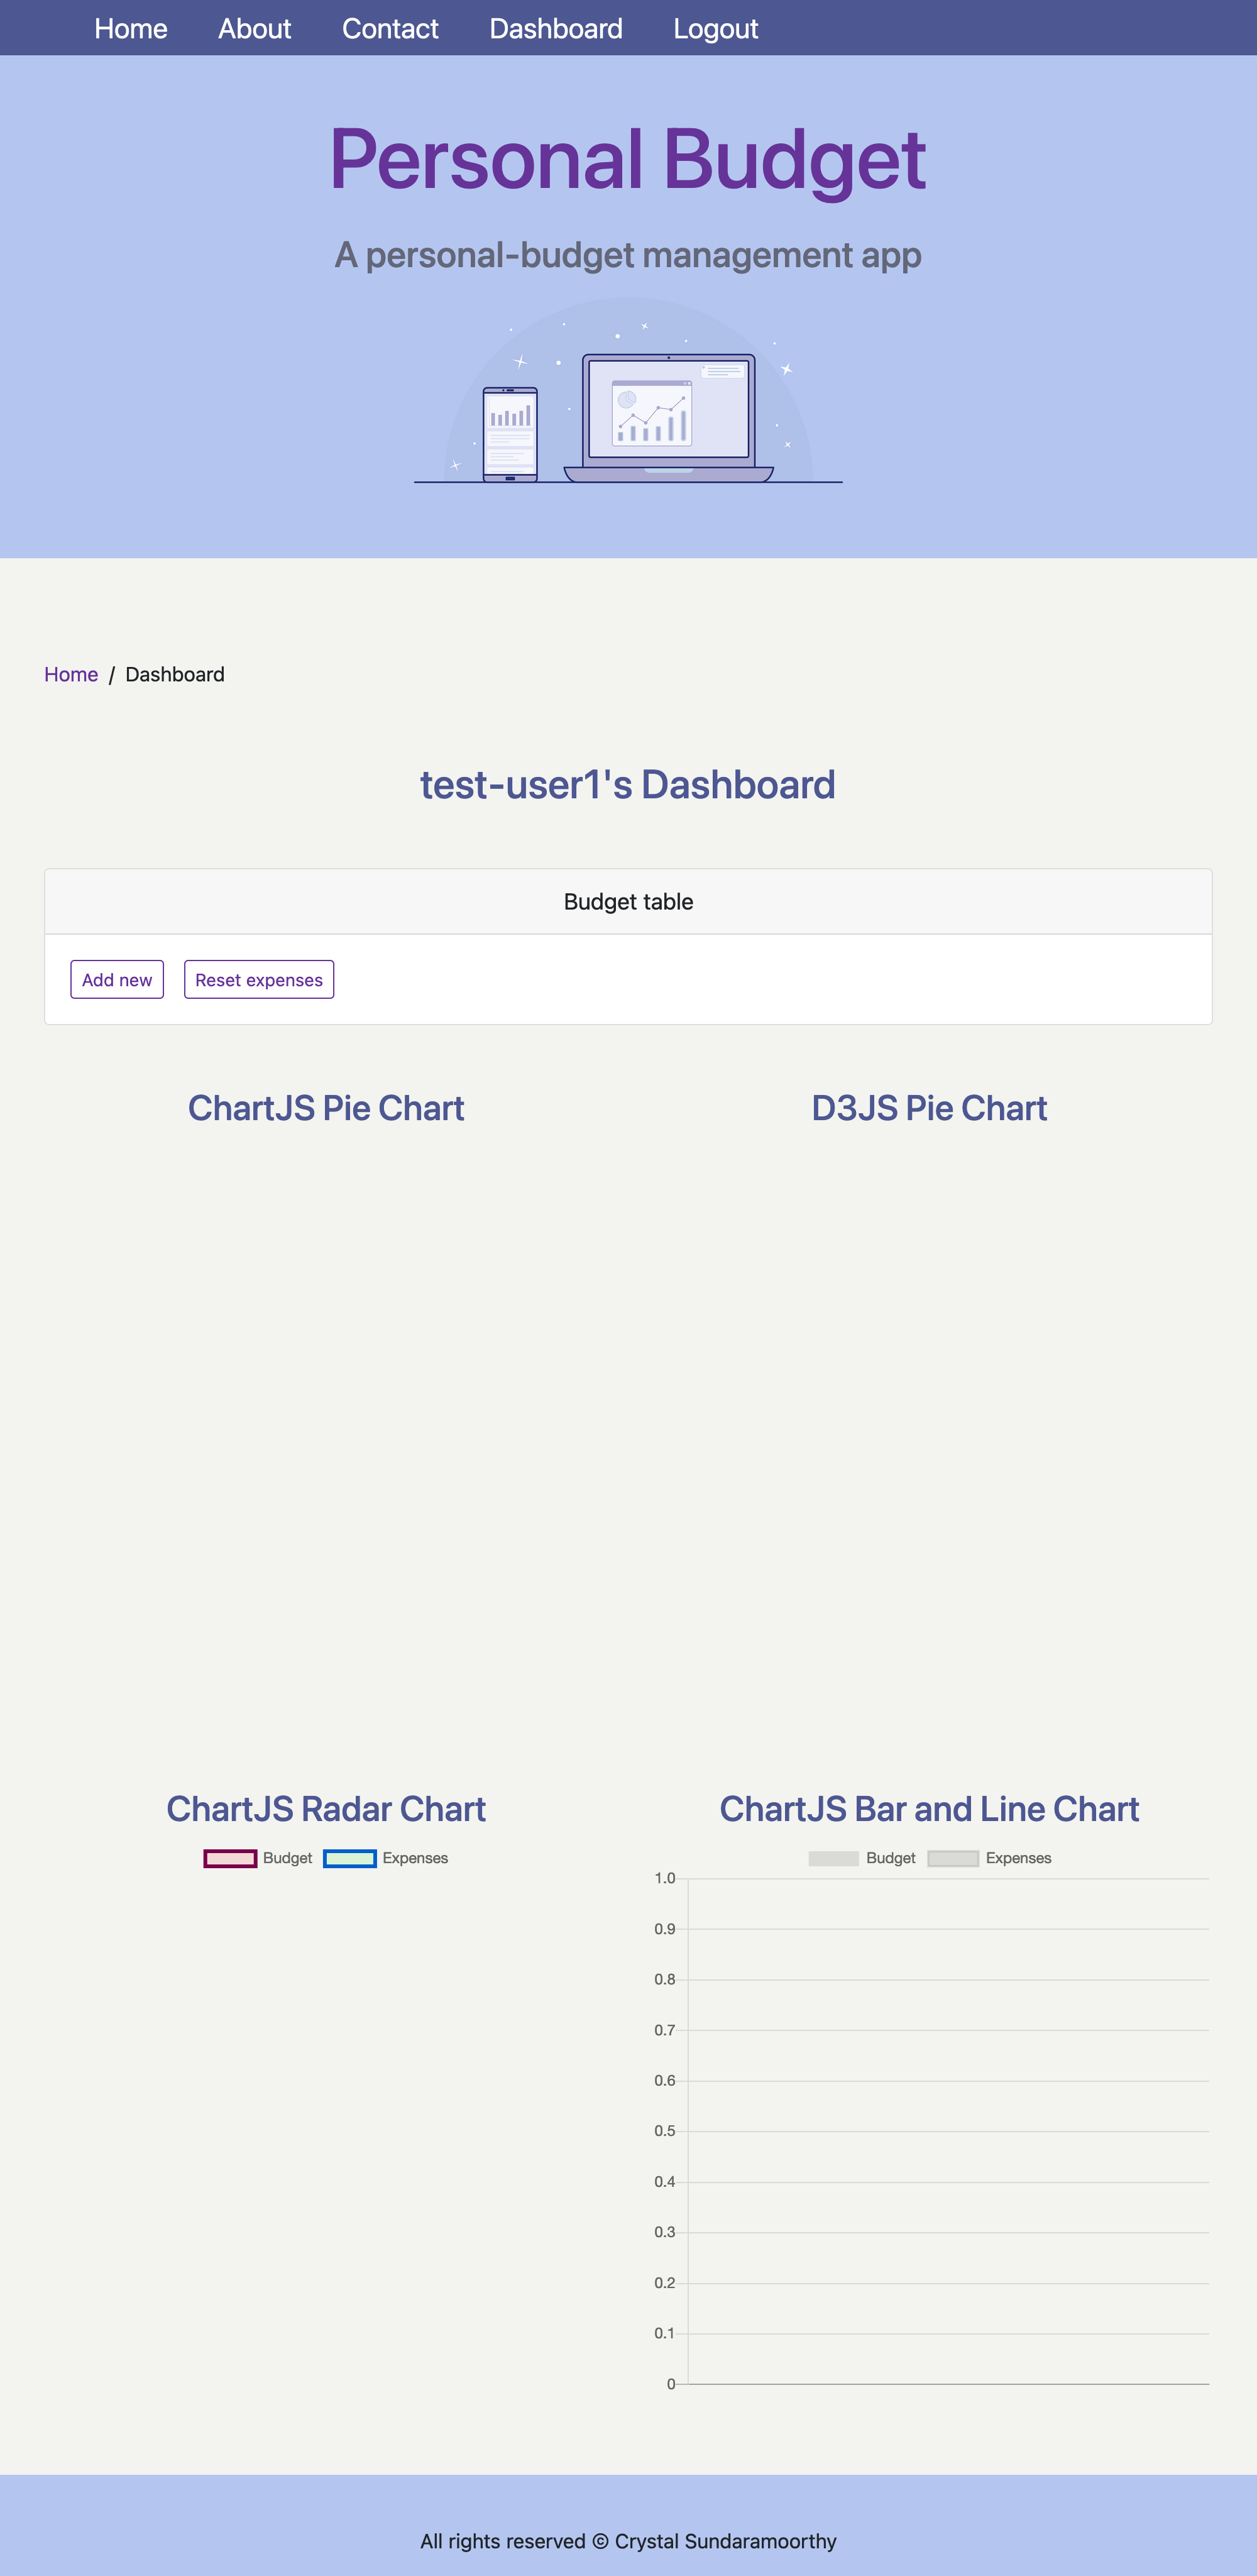 Home About Contact Dashboard Logout
Personal Budget
A personal-budget management app
Home / Dashboard
test-user1's Dashboard
Budget table
Add new Reset expenses
ChartJS Pie Chart
D3JS Pie Chart
ChartJS Radar Chart
Budget Expenses
ChartJS Bar and Line Chart
Budget Expenses
1.0
0.9
0.8
0.7
0.6
0.5
0.4
0.3
0.2
0.1
0
All rights reserved © Crystal Sundaramoorthy